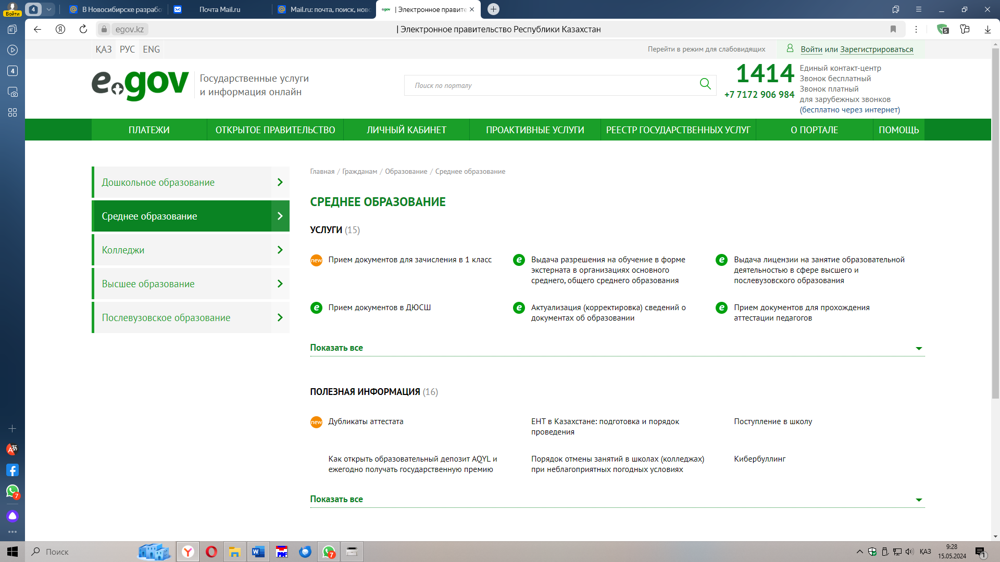 Войти
4
В Новосибирске разрабо
Почта Mail.ru
Mail.ru: почта, поиск, нов
egov
| Электронное правите
egov.kz
| Электронное правительство Республики Казахстан
5
4
ҚАЗ РУС ENG
Перейти в режим для слабовидящих
Войти или Зарегистрироваться
e.gov
Государственные услуги
и информация онлайн
Поиск по порталу
1414
+7 7172 906 984
Единый контакт-центр
Звонок бесплатный
Звонок платный
для зарубежных звонков
(бесплатно через интернет)
ПЛАТЕЖИ
ОТКРЫТОЕ ПРАВИТЕЛЬСТВО
ЛИЧНЫЙ КАБИНЕТ
ПРОАКТИВНЫЕ УСЛУГИ
РЕЕСТР ГОСУДАРСТВЕННЫХ УСЛУГ
О ПОРТАЛЕ
ПОМОЩЬ
Дошкольное образование
Среднее образование
Колледжи
Высшее образование
Послевузовское образование
Главная / Гражданам / Образование / Среднее образование
СРЕДНЕЕ ОБРАЗОВАНИЕ
УСЛУГИ (15)
new
Прием документов для зачисления в 1 класс
e
Выдача разрешения на обучение в форме
экстерната в организациях основного
среднего, общего среднего образования
e
Выдача лицензии на занятие образовательной
деятельностью в сфере высшего и
послевузовского образования
e
Прием документов в ДЮСШ
e
Актуализация (корректировка) сведений о
документах об образовании
e
Прием документов для прохождения
аттестации педагогов
Показать все
ПОЛЕЗНАЯ ИНФОРМАЦИЯ (16)
new
Дубликаты аттестата
ЕНТ в Казахстане: подготовка и порядок
проведения
Поступление в школу
Как открыть образовательный депозит AQYL и
ежегодно получать государственную премию
Порядок отмены занятий в школах (колледжах)
при неблагоприятных погодных условиях
Кибербуллинг
Показать все
7
Поиск
7
ҚАЗ
9:28
15.05.2024
1